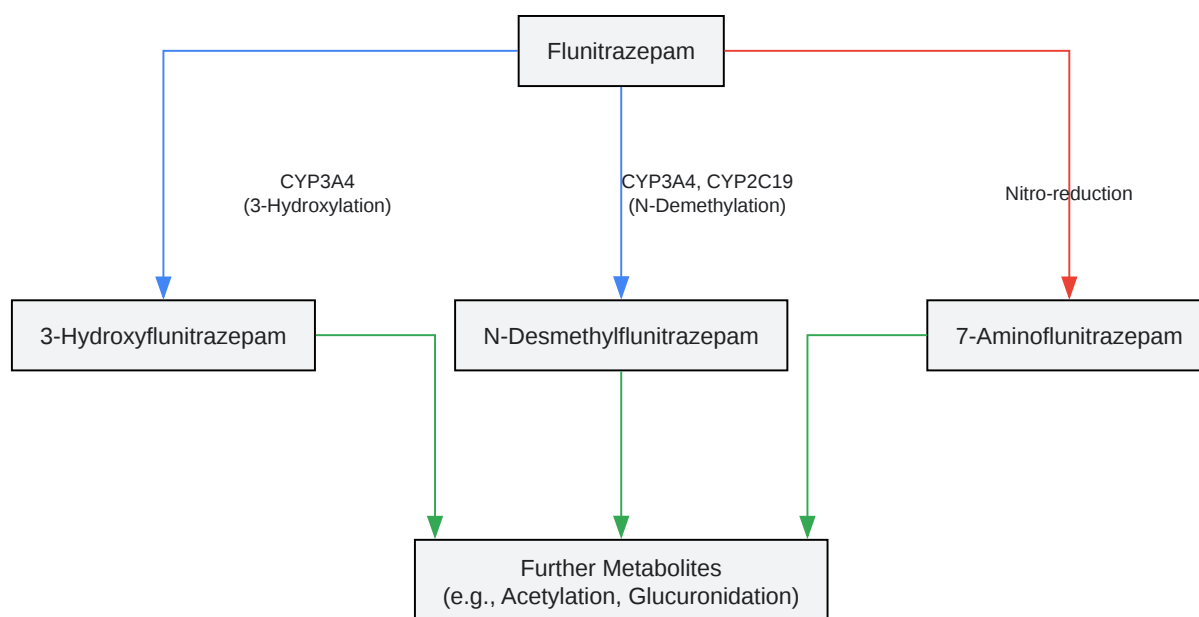 Flunitrazepam
CYP3A4
(3-Hydroxylation)
CYP3A4, CYP2C19
(N-Demethylation)
Nitro-reduction
3-Hydroxyflunitrazepam
N-Desmethylflunitrazepam
7-Aminoflunitrazepam
Further Metabolites
(e.g., Acetylation, Glucuronidation)